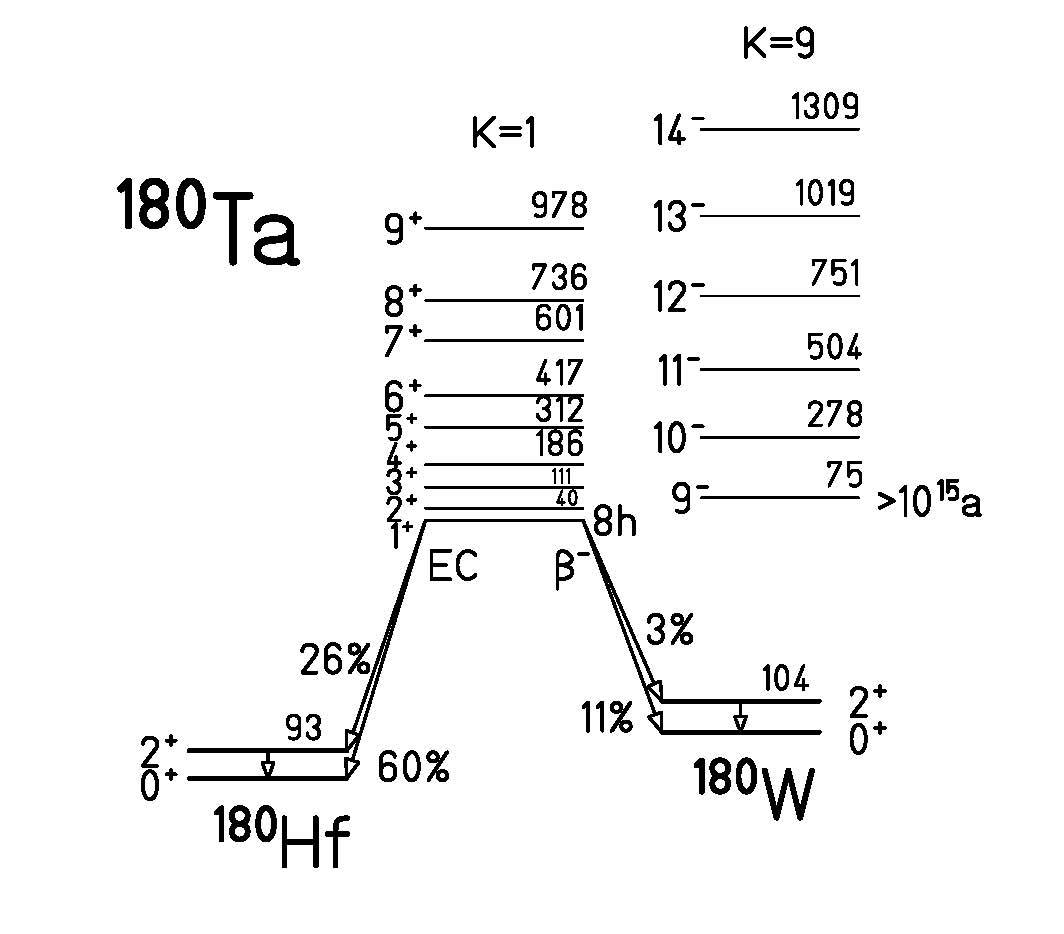 K=9
14⁻ 1309
K=1
¹⁸⁰Ta
13⁻ 1019
9⁺ 978
12⁻ 751
8⁺ 736
7⁺ 601
11⁻ 504
6⁺ 417
10⁻ 278
5⁺ 312
4⁺ 186
9⁻ 75 >10¹⁵a
3⁺ 111
2⁺ 40
1⁺ 8h
EC β⁻
26% 3%
104 2⁺
11% 0⁺
2⁺ 93
0⁺ 60%
¹⁸⁰W
¹⁸⁰Hf